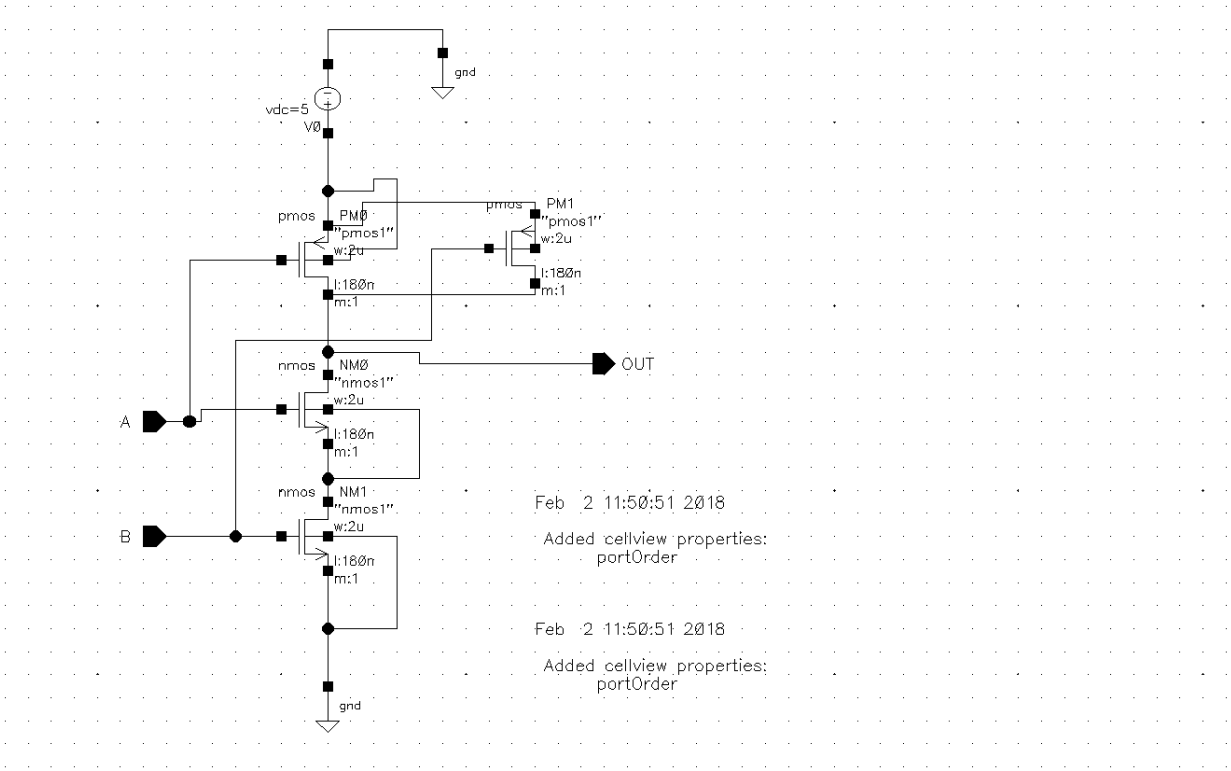 gnd
vdc=5
V0
pmos PM0
"pmos1"
w:2u
l:180n
m:1
pmos PM1
"pmos1"
w:2u
l:180n
m:1
OUT
nmos NM0
"nmos1"
w:2u
l:180n
m:1
A
nmos NM1
"nmos1"
w:2u
l:180n
m:1
B
Feb 2 11:50:51 2018
Added cellview properties:
portOrder
Feb 2 11:50:51 2018
Added cellview properties:
portOrder
gnd